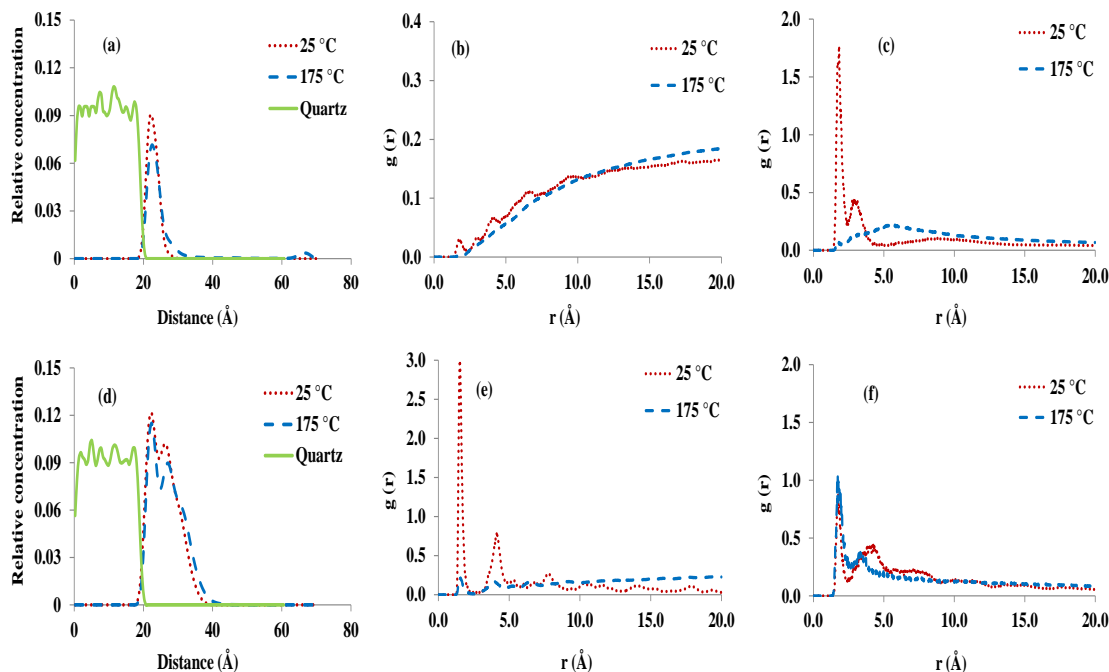 (a)
0.15
0.12
0.09
0.06
0.03
0
0 20 40 60 80
Relative concentration
Distance (Å)
25 °C
175 °C
Quartz
(b)
0.4
0.3
0.2
0.1
0.0
0.0 5.0 10.0 15.0 20.0
g (r)
r (Å)
25 °C
175 °C
(c)
2.0
1.5
1.0
0.5
0.0
0.0 5.0 10.0 15.0 20.0
g (r)
r (Å)
25 °C
175 °C
(d)
0.15
0.12
0.09
0.06
0.03
0
0 20 40 60 80
Relative concentration
Distance (Å)
25 °C
175 °C
Quartz
(e)
3.0
2.5
2.0
1.5
1.0
0.5
0.0
0.0 5.0 10.0 15.0 20.0
g (r)
r (Å)
25 °C
175 °C
(f)
2.0
1.5
1.0
0.5
0.0
0.0 5.0 10.0 15.0 20.0
g (r)
r (Å)
25 °C
175 °C